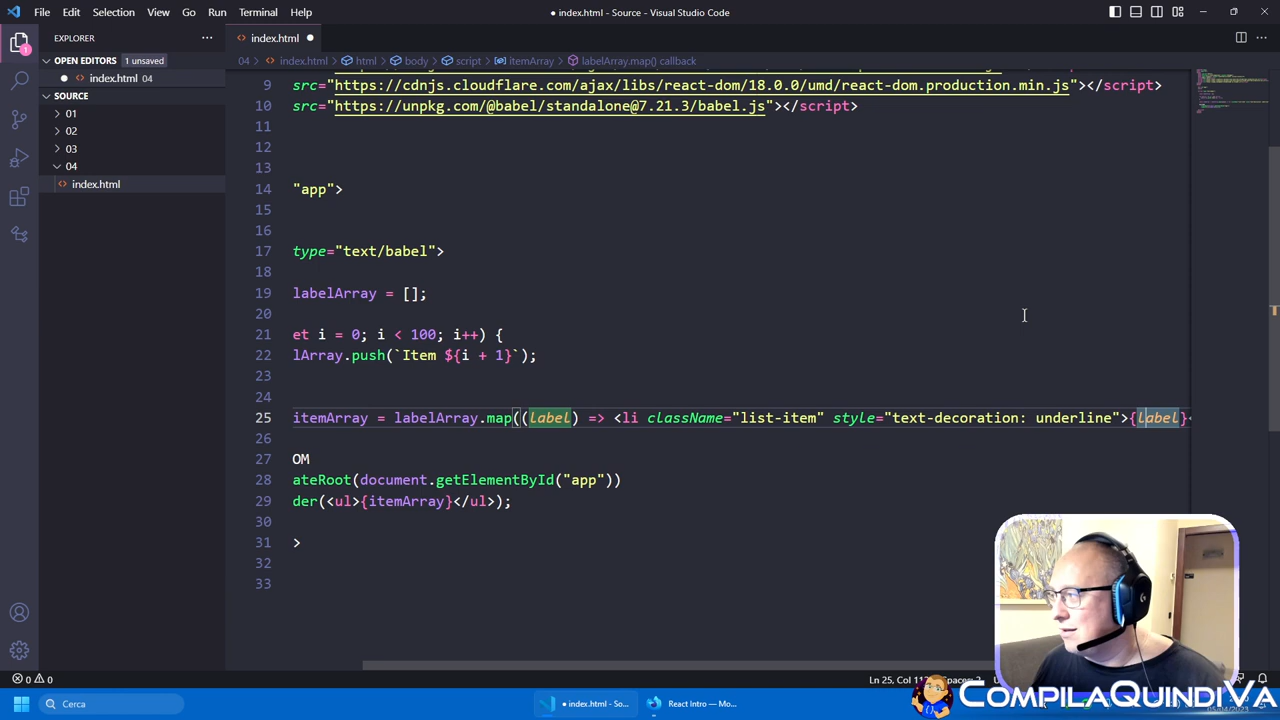 File Edit Selection View Go Run Terminal Help
● index.html - Source - Visual Studio Code
EXPLORER
index.html
OPEN EDITORS 1 unsaved
04 > index.html > html > body > script > itemArray > labelArray.map() callback
index.html 04
9 src="https://cdnjs.cloudflare.com/ajax/libs/react-dom/18.0.0/umd/react-dom.production.min.js"></script>
SOURCE
10 src="https://unpkg.com/@babel/standalone@7.21.3/babel.js"></script>
01
11
02
12
03
13
04
14 "app">
index.html
15
16
17 type="text/babel">
18
19 labelArray = [];
20
21 et i = 0; i < 100; i++) {
22 lArray.push(`Item ${i + 1}`);
23
24
25 itemArray = labelArray.map((label) => <li className="list-item" style="text-decoration: underline">{label}<
26
27 OM
28 ateRoot(document.getElementById("app"))
29 der(<ul>{itemArray}</ul>);
30
31 >
32
33
0 0
Ln 25, Col
COMPILAQUINDIVA
Cerca
● index.html - So...
React Intro — Mo...